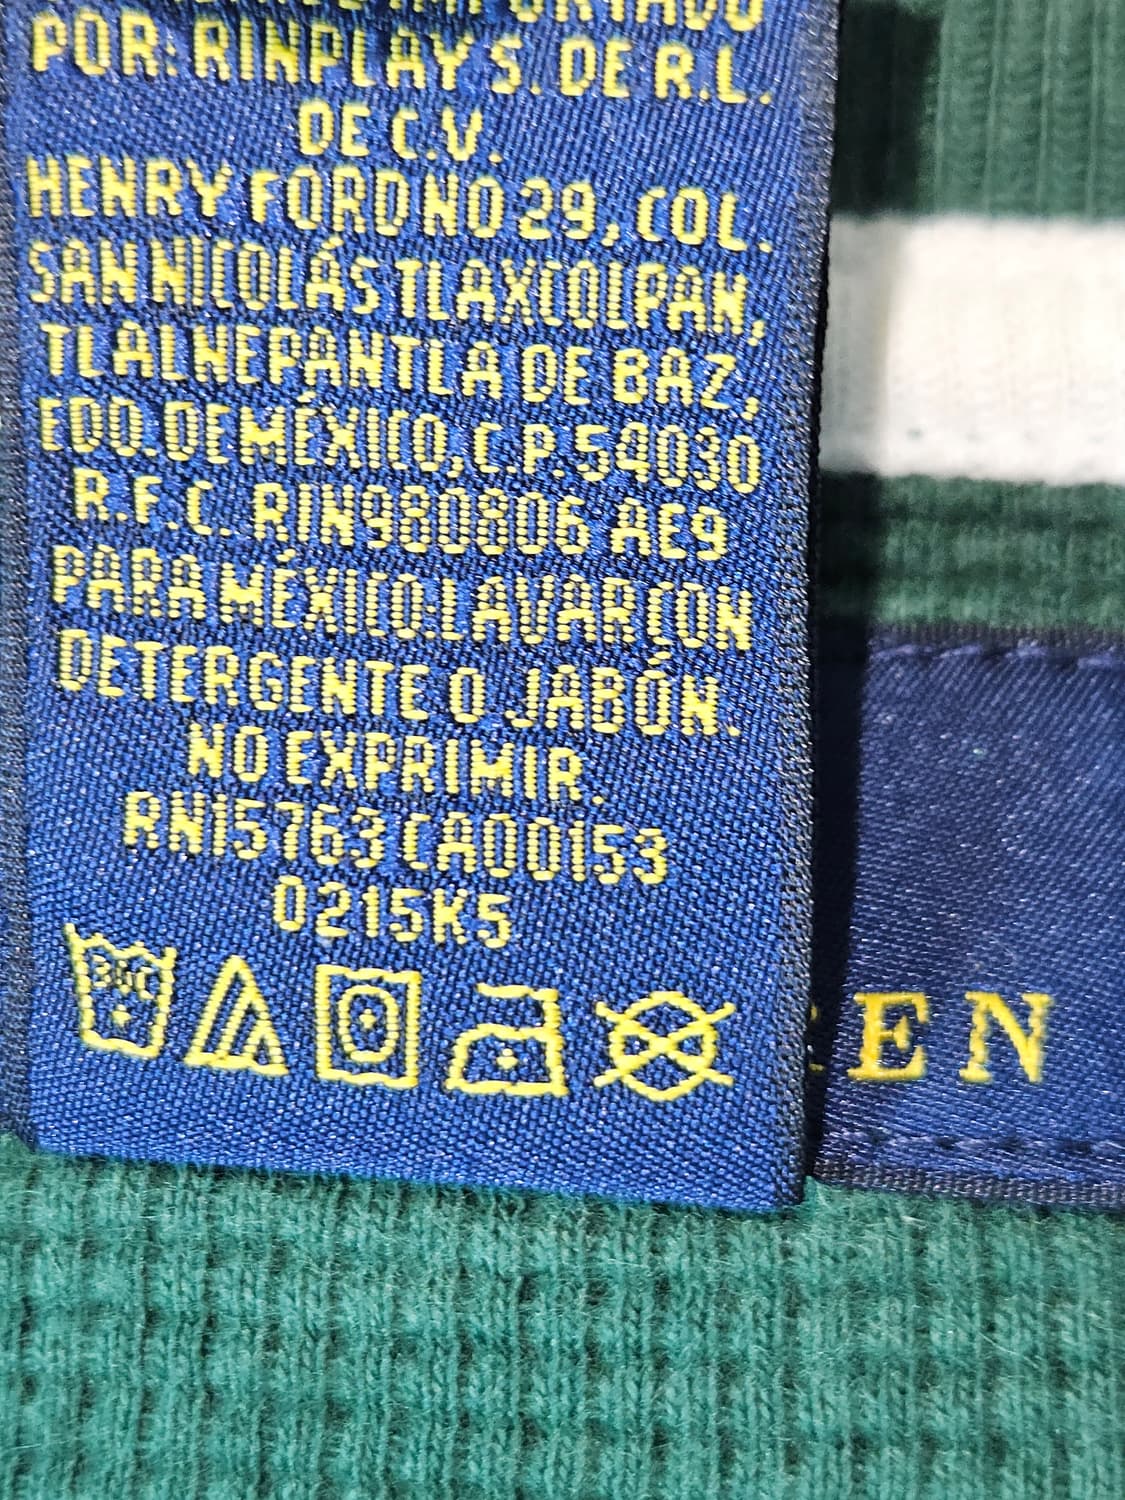 POR: RINPLAY S. DE R.L.
DE C.V.
HENRY FORD NO 29, COL.
SAN NICOLÁS TLAXCOLPAN,
TLALNEPANTLA DE BAZ,
EDO. DE MÉXICO, C.P. 54030
R.F.C. RIN980806 AE9
PARA MÉXICO: LAVAR CON
DETERGENTE O JABÓN.
NO EXPRIMIR.
RN15763 CA00153
0215K5
30C
EN